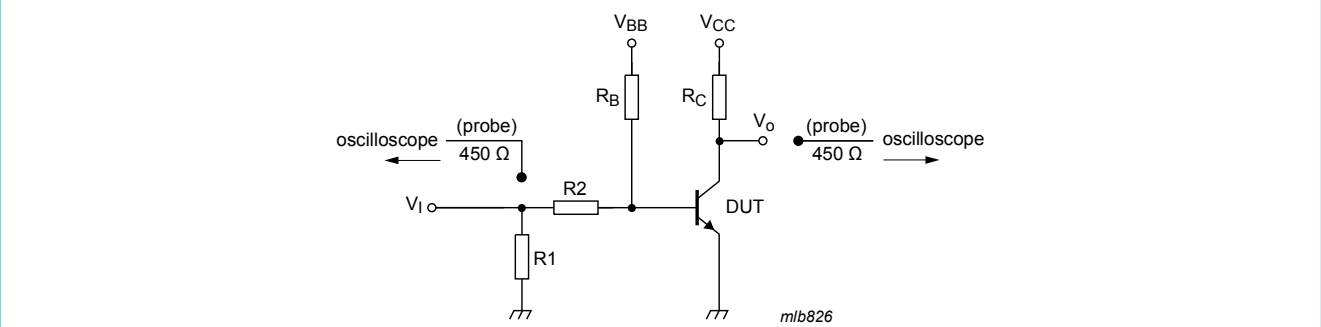 VBB
VCC
RB
RC
Vo
(probe)
450 Ω
oscilloscope
(probe)
450 Ω
oscilloscope
R2
VI
DUT
R1
mlb826